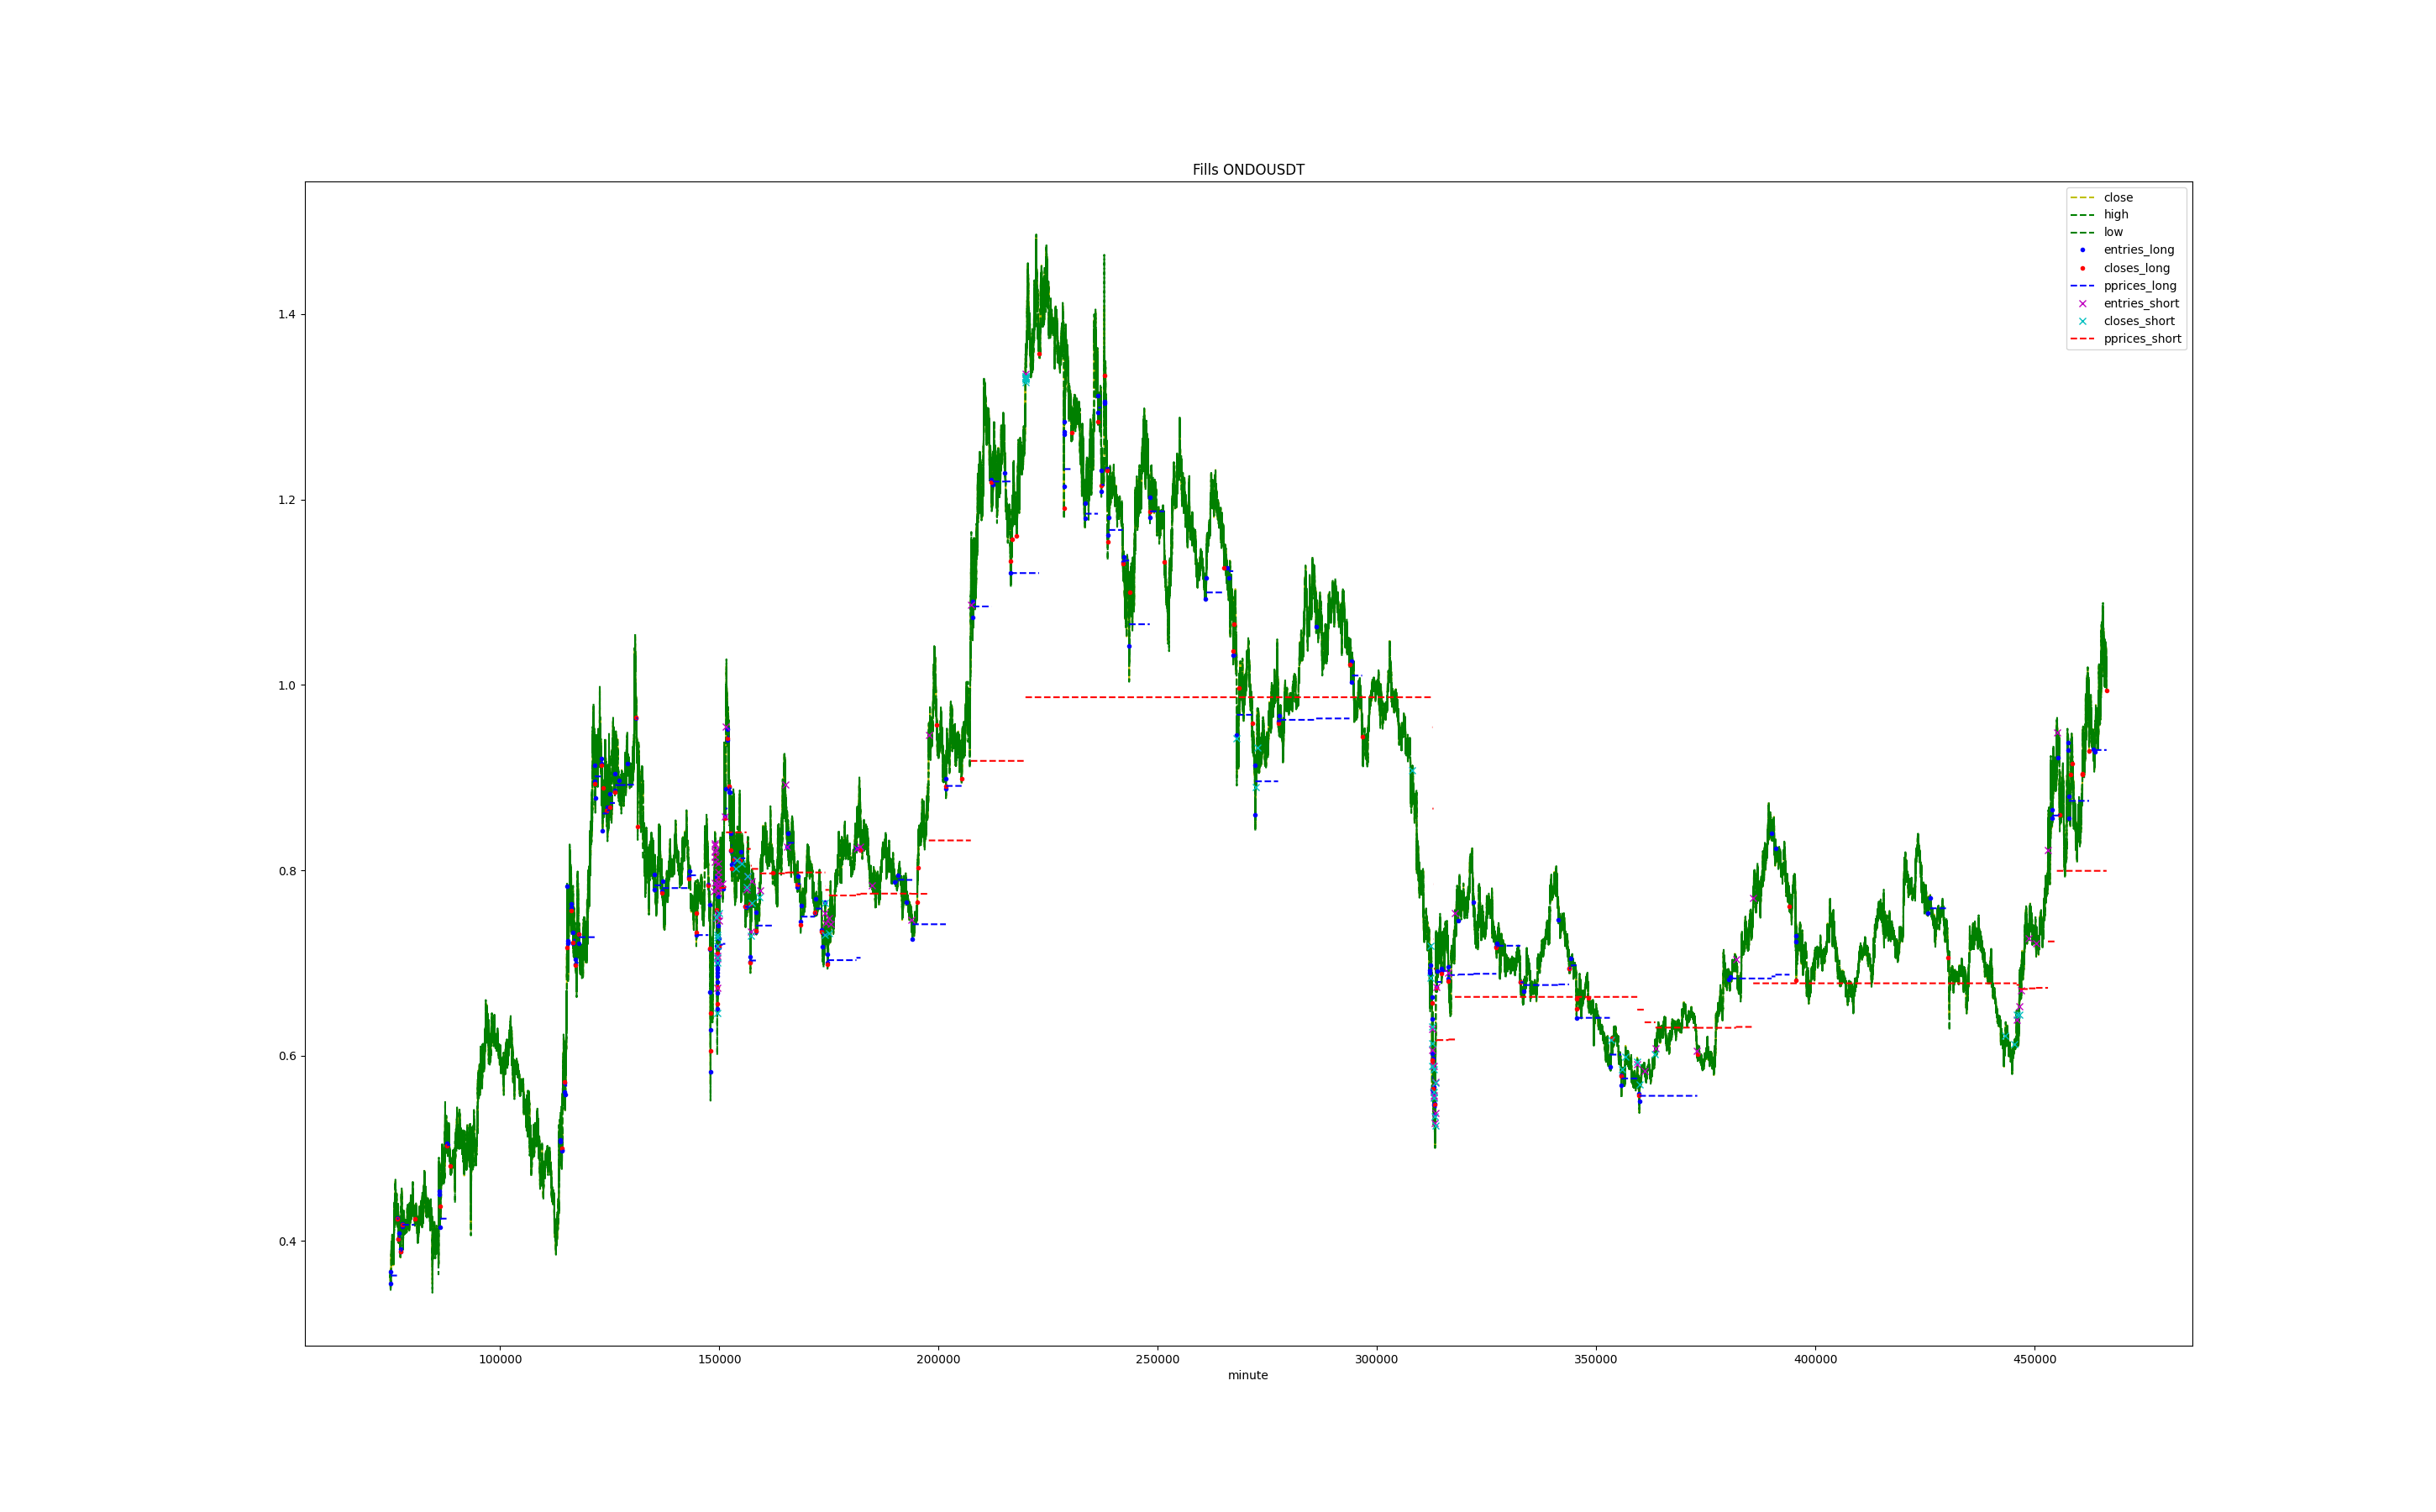 Fills ONDOUSDT
close
high
low
entries_long
closes_long
pprices_long
entries_short
closes_short
pprices_short
1.4
1.2
1.0
0.8
0.6
0.4
100000 150000 200000 250000 300000 350000 400000 450000
minute